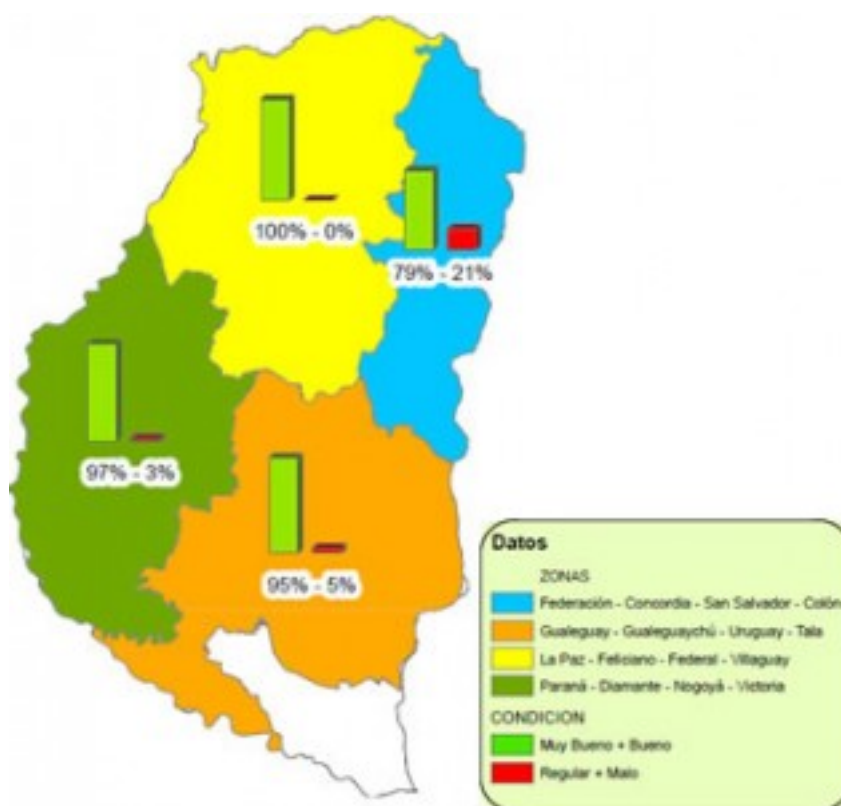 100% - 0%
79% - 21%
97% - 3%
95% - 5%
Datos
ZONAS
Federación - Concordia - San Salvador - Colón
Gualeguay - Gualeguaychú - Uruguay - Tala
La Paz - Feliciano - Federal - Villaguay
Paraná - Diamante - Nogoyá - Victoria
CONDICION
Muy Bueno + Bueno
Regular + Malo